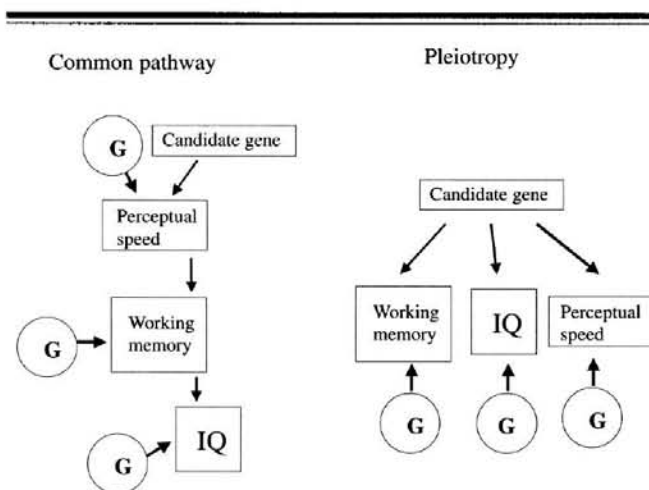 Common pathway
Pleiotropy
G
Candidate gene
Perceptual
speed
G
Working
memory
G
IQ
Candidate gene
Working
memory
IQ
Perceptual
speed
G
G
G